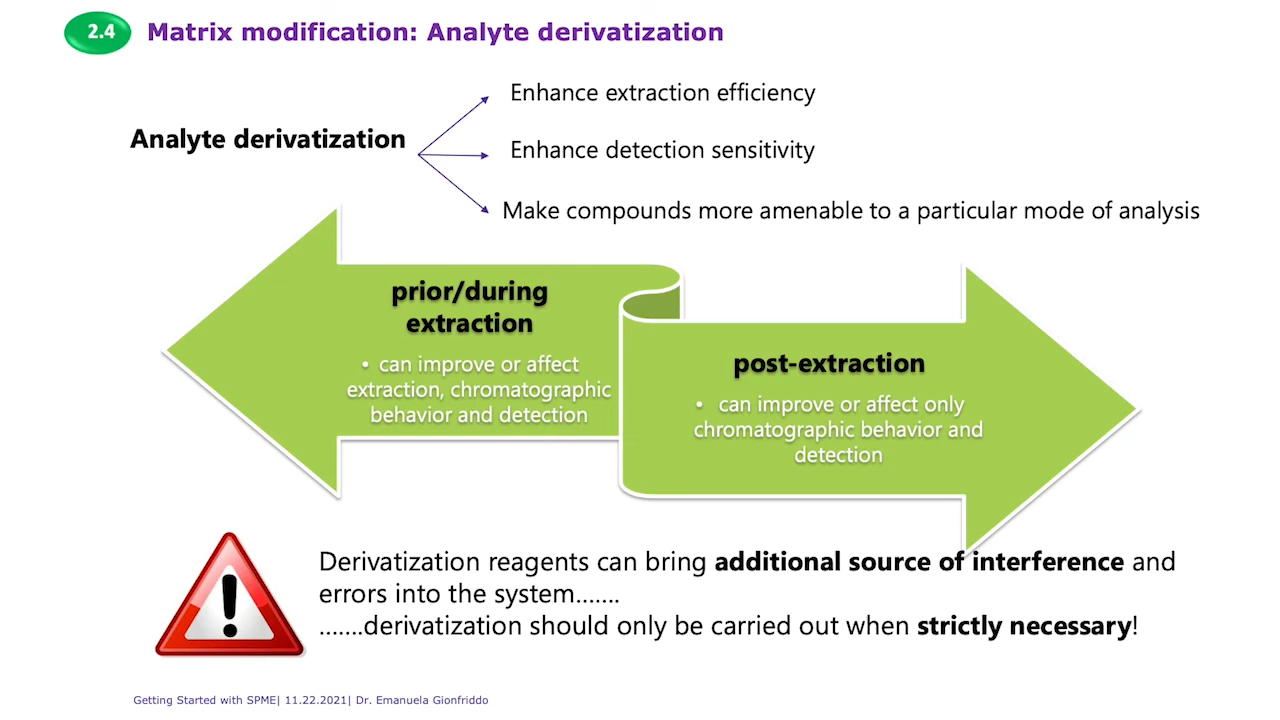 2.4
Matrix modification: Analyte derivatization
Analyte derivatization
Enhance extraction efficiency
Enhance detection sensitivity
Make compounds more amenable to a particular mode of analysis
prior/during
extraction
• can improve or affect
extraction, chromatographic
behavior and detection
post-extraction
• can improve or affect only
chromatographic behavior and
detection
Derivatization reagents can bring additional source of interference and
errors into the system…….
…….derivatization should only be carried out when strictly necessary!
Getting Started with SPME| 11.22.2021| Dr. Emanuela Gionfriddo